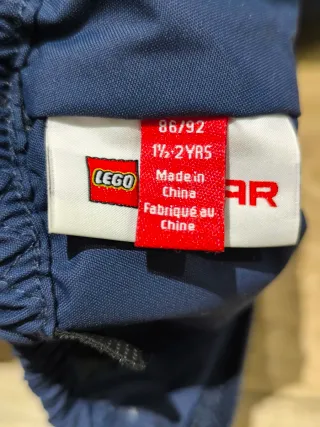 86/92
1½-2YRS
Made in
China
Fabriqué au
Chine
LEGO
AR